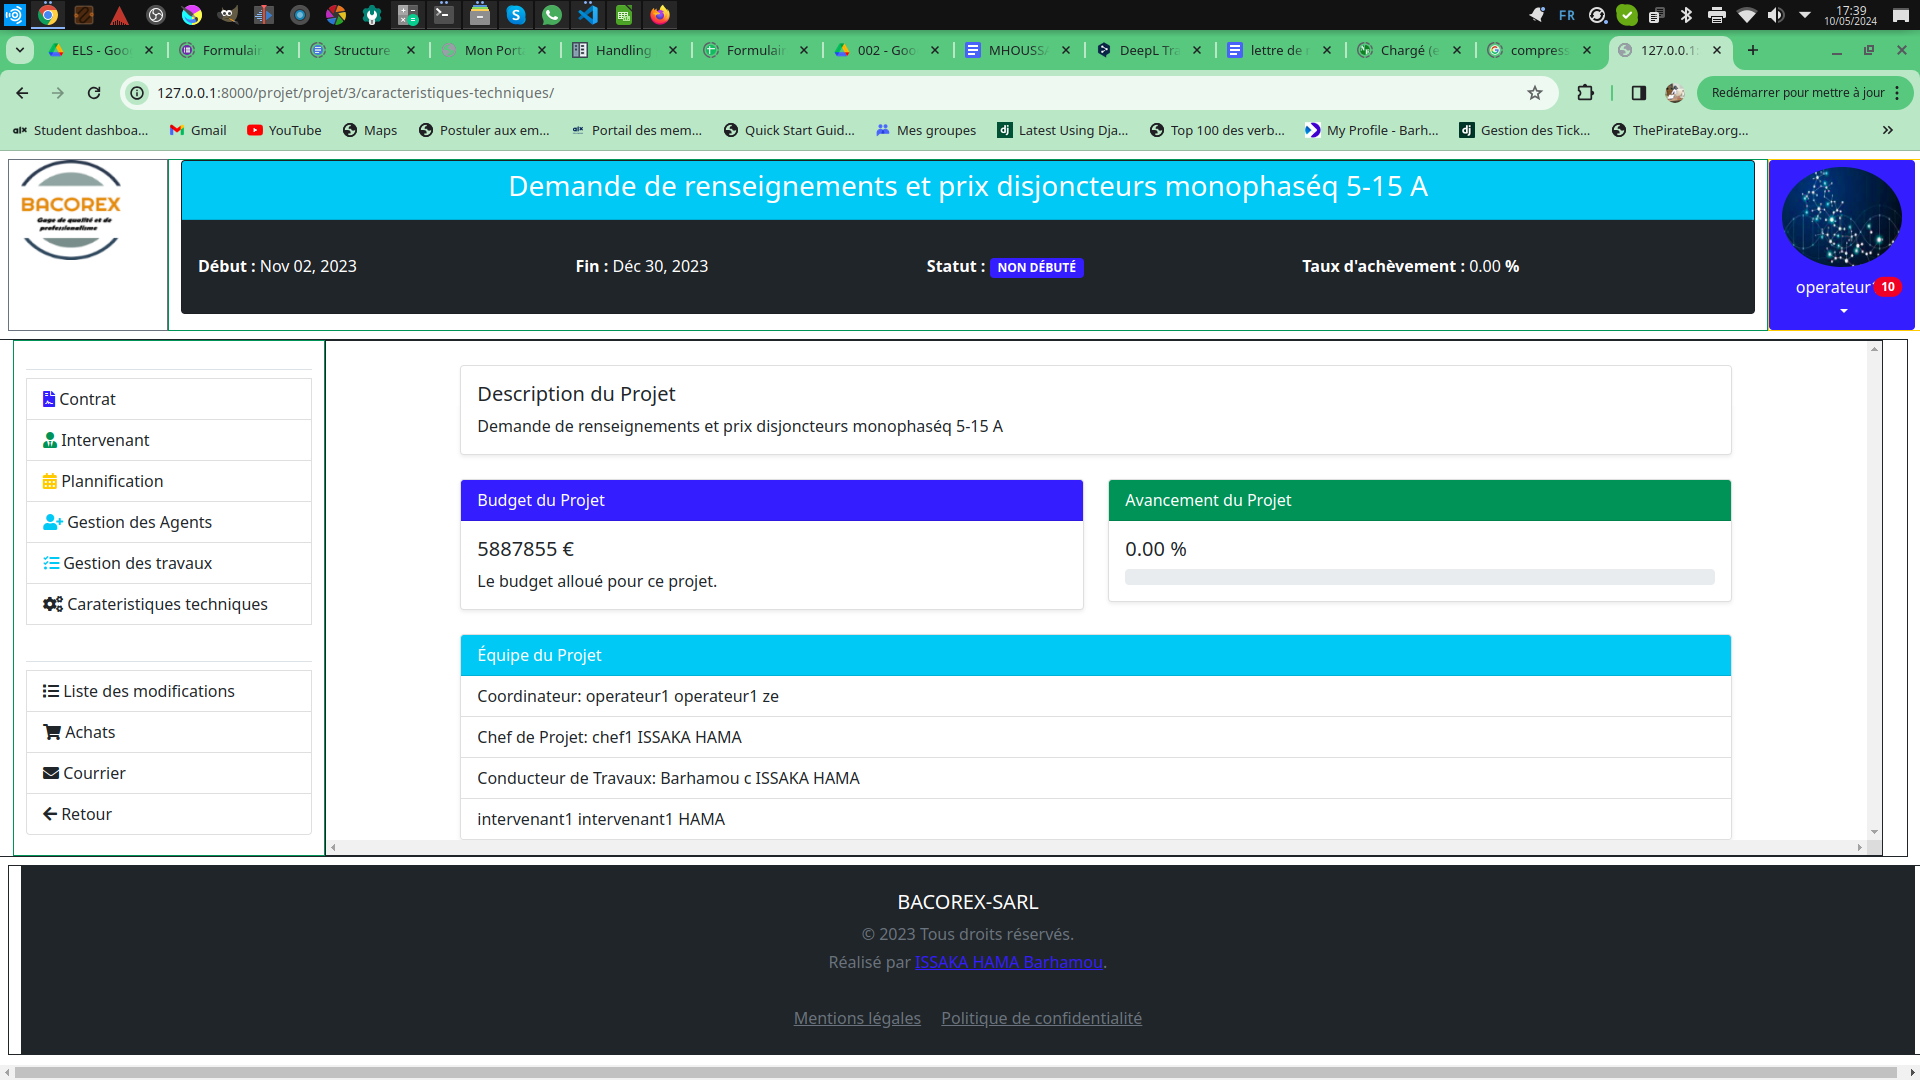 FR
17:39
10/05/2024
ELS - Goo
Formulair
Structure
Mon Port
Handling
Formulair
002 - Goo
MHOUSSA
DeepL Tra
lettre de
Chargé (e
compress
127.0.0.1:
127.0.0.1:8000/projet/projet/3/caracteristiques-techniques/
Redémarrer pour mettre à jour
Student dashboa...
Gmail
YouTube
Maps
Postuler aux em...
Portail des mem...
Quick Start Guid...
Mes groupes
Latest Using Dja...
Top 100 des verb...
My Profile - Barh...
Gestion des Tick...
ThePirateBay.org...
BACOREX
Gage de qualité et de
professionalisme
Demande de renseignements et prix disjoncteurs monophaséq 5-15 A
Début : Nov 02, 2023
Fin : Déc 30, 2023
Statut : NON DÉBUTÉ
Taux d'achèvement : 0.00 %
operateur
10
Contrat
Intervenant
Plannification
Gestion des Agents
Gestion des travaux
Carateristiques techniques
Liste des modifications
Achats
Courrier
Retour
Description du Projet
Demande de renseignements et prix disjoncteurs monophaséq 5-15 A
Budget du Projet
5887855 €
Le budget alloué pour ce projet.
Avancement du Projet
0.00 %
Équipe du Projet
Coordinateur: operateur1 operateur1 ze
Chef de Projet: chef1 ISSAKA HAMA
Conducteur de Travaux: Barhamou c ISSAKA HAMA
intervenant1 intervenant1 HAMA
BACOREX-SARL
© 2023 Tous droits réservés.
Réalisé par ISSAKA HAMA Barhamou.
Mentions légales
Politique de confidentialité